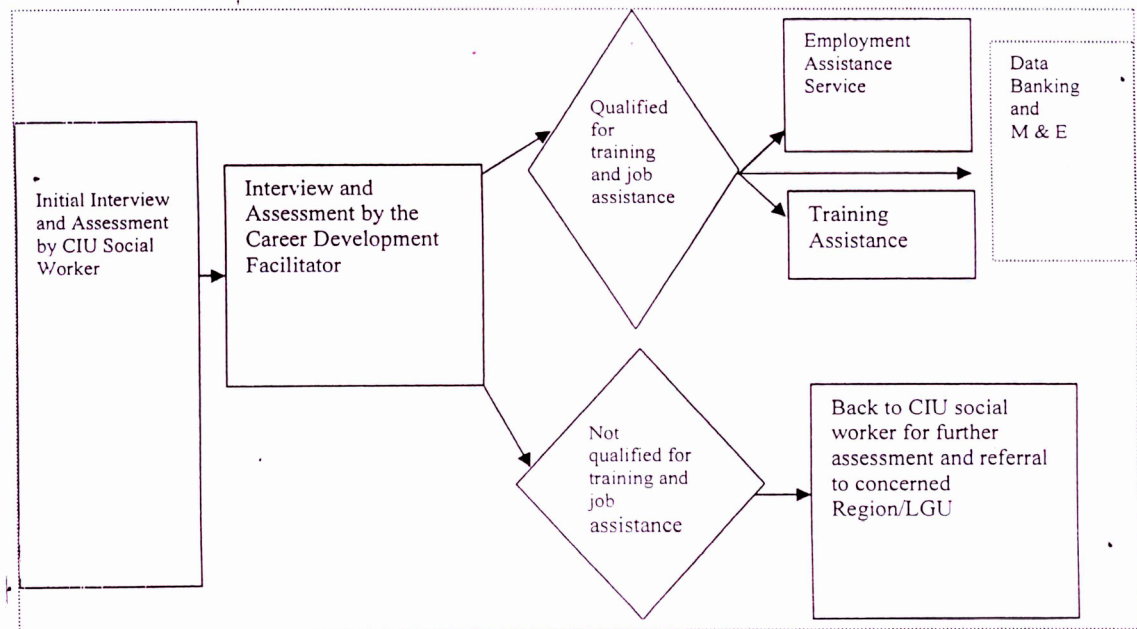 Initial Interview
and Assessment
by CIU Social
Worker
Interview and
Assessment by the
Career Development
Facilitator
Qualified
for
training
and job
assistance
Employment
Assistance
Service
Training
Assistance
Data
Banking
and
M & E
Not
qualified for
training and
job
assistance
Back to CIU social
worker for further
assessment and referral
to concerned
Region/LGU